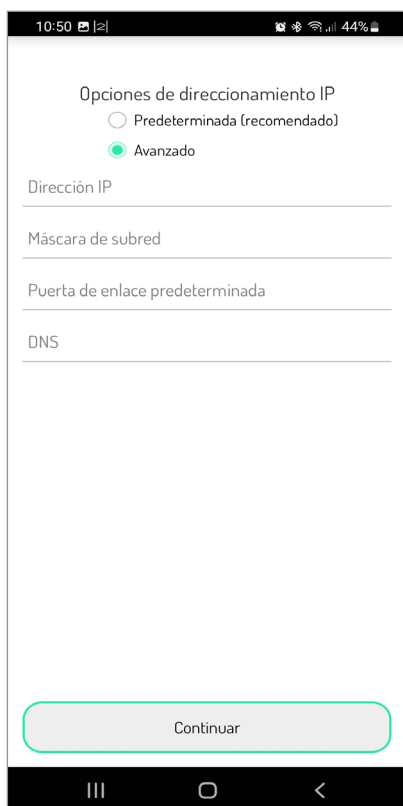 10:50
44%
Opciones de direccionamiento IP
Predeterminada (recomendado)
Avanzado
Dirección IP
Máscara de subred
Puerta de enlace predeterminada
DNS
Continuar